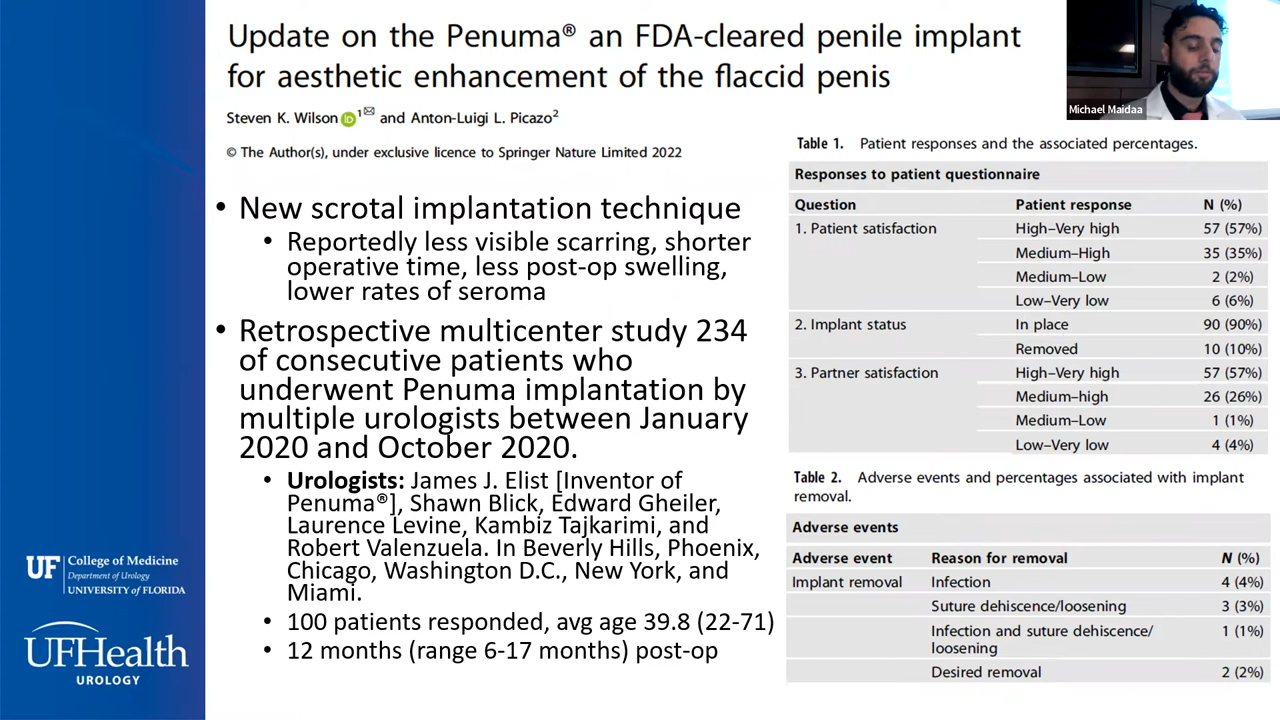 Update on the Penuma® an FDA-cleared penile implant
for aesthetic enhancement of the flaccid penis
Steven K. Wilson iD 1✉ and Anton-Luigi L. Picazo2
© The Author(s), under exclusive licence to Springer Nature Limited 2022
Michael Maidaa
• New scrotal implantation technique
• Reportedly less visible scarring, shorter
operative time, less post-op swelling,
lower rates of seroma
• Retrospective multicenter study 234
of consecutive patients who
underwent Penuma implantation by
multiple urologists between January
2020 and October 2020.
• Urologists: James J. Elist [Inventor of
Penuma®], Shawn Blick, Edward Gheiler,
Laurence Levine, Kambiz Tajkarimi, and
Robert Valenzuela. In Beverly Hills, Phoenix,
Chicago, Washington D.C., New York, and
Miami.
• 100 patients responded, avg age 39.8 (22-71)
• 12 months (range 6-17 months) post-op
Table 1. Patient responses and the associated percentages.
Responses to patient questionnaire
Question Patient response N (%)
1. Patient satisfaction High–Very high 57 (57%)
Medium–High 35 (35%)
Medium–Low 2 (2%)
Low–Very low 6 (6%)
2. Implant status In place 90 (90%)
Removed 10 (10%)
3. Partner satisfaction High–Very high 57 (57%)
Medium–high 26 (26%)
Medium–Low 1 (1%)
Low–Very low 4 (4%)
Table 2. Adverse events and percentages associated with implant
removal.
Adverse events
Adverse event Reason for removal N (%)
Implant removal Infection 4 (4%)
Suture dehiscence/loosening 3 (3%)
Infection and suture dehiscence/ 1 (1%)
loosening
Desired removal 2 (2%)
UF College of Medicine
Department of Urology
UNIVERSITY of FLORIDA
UFHealth
UROLOGY